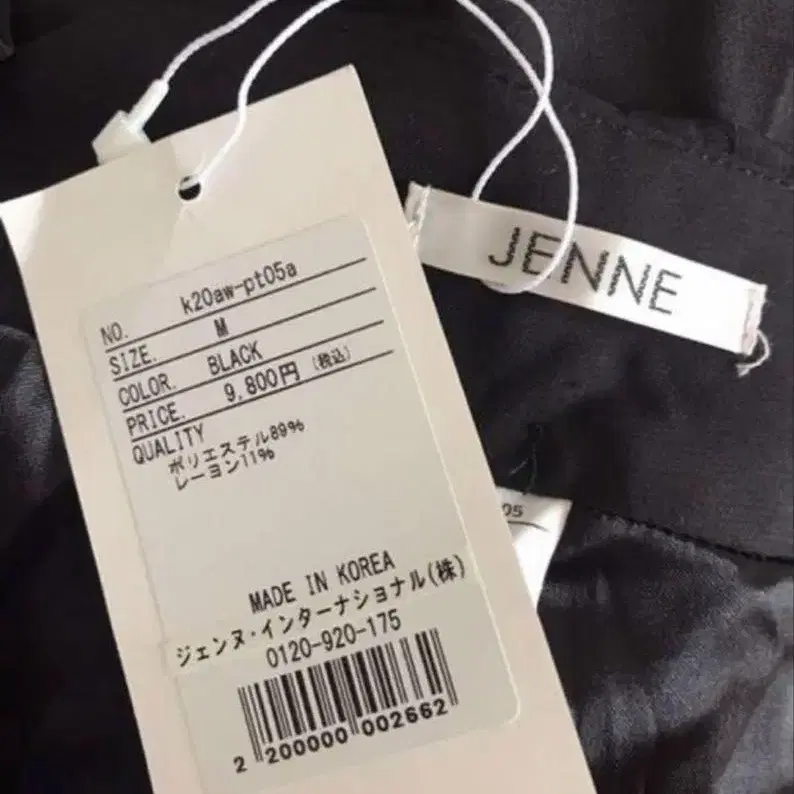 JENNE
NO. k20aw-pt05a
SIZE. M
COLOR. BLACK
PRICE. 9,800円 (税込)
QUALITY
ポリエステル89%
レーヨン11%
05
MADE IN KOREA
ジェンヌ・インターナショナル(株)
0120-920-175
2 200000 002662